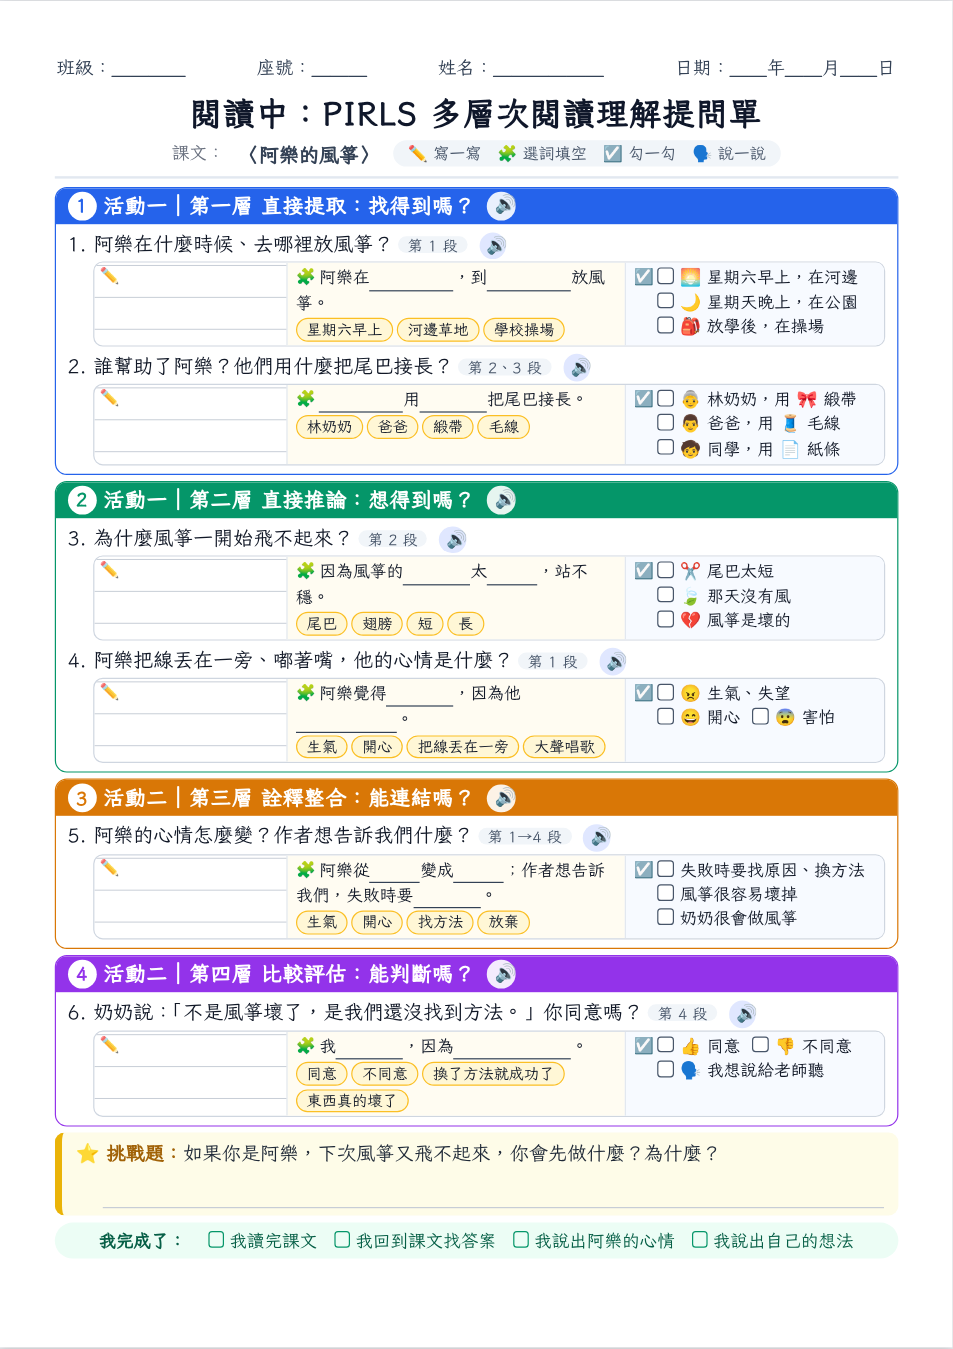 班級：________ 座號：______ 姓名：____________ 日期：____年____月____日
閱讀中：PIRLS 多層次閱讀理解提問單
課文： 〈阿樂的風箏〉 ✏️ 寫一寫 🧩 選詞填空 ☑️ 勾一勾 🗣️ 說一說
① 活動一｜第一層 直接提取：找得到嗎？ 🔊
1. 阿樂在什麼時候、去哪裡放風箏？ 第 1 段 🔊
✏️
🧩 阿樂在__________，到__________放風
箏。
星期六早上 河邊草地 學校操場
☑️ ☐ 🌅 星期六早上，在河邊
☐ 🌙 星期天晚上，在公園
☐ 🎒 放學後，在操場
2. 誰幫助了阿樂？他們用什麼把尾巴接長？ 第 2、3 段 🔊
✏️
🧩 __________用________把尾巴接長。
林奶奶 爸爸 緞帶 毛線
☑️ ☐ 👵 林奶奶，用 🎀 緞帶
☐ 👨 爸爸，用 🧵 毛線
☐ 🧒 同學，用 📄 紙條
② 活動一｜第二層 直接推論：想得到嗎？ 🔊
3. 為什麼風箏一開始飛不起來？ 第 2 段 🔊
✏️
🧩 因為風箏的________太______，站不
穩。
尾巴 翅膀 短 長
☑️ ☐ ✂️ 尾巴太短
☐ 🍃 那天沒有風
☐ 💔 風箏是壞的
4. 阿樂把線丟在一旁、嘟著嘴，他的心情是什麼？ 第 1 段 🔊
✏️
🧩 阿樂覺得________，因為他
____________。
生氣 開心 把線丟在一旁 大聲唱歌
☑️ ☐ 😠 生氣、失望
☐ 😄 開心 ☐ 😨 害怕
③ 活動二｜第三層 詮釋整合：能連結嗎？ 🔊
5. 阿樂的心情怎麼變？作者想告訴我們什麼？ 第 1→4 段 🔊
✏️
🧩 阿樂從______變成______；作者想告訴
我們，失敗時要________。
生氣 開心 找方法 放棄
☑️ ☐ 失敗時要找原因、換方法
☐ 風箏很容易壞掉
☐ 奶奶很會做風箏
④ 活動二｜第四層 比較評估：能判斷嗎？ 🔊
6. 奶奶說：「不是風箏壞了，是我們還沒找到方法。」你同意嗎？ 第 4 段 🔊
✏️
🧩 我________，因為______________。
同意 不同意 換了方法就成功了
東西真的壞了
☑️ ☐ 👍 同意 ☐ 👎 不同意
☐ 🗣️ 我想說給老師聽
⭐ 挑戰題：如果你是阿樂，下次風箏又飛不起來，你會先做什麼？為什麼？
我完成了： ☐ 我讀完課文 ☐ 我回到課文找答案 ☐ 我說出阿樂的心情 ☐ 我說出自己的想法